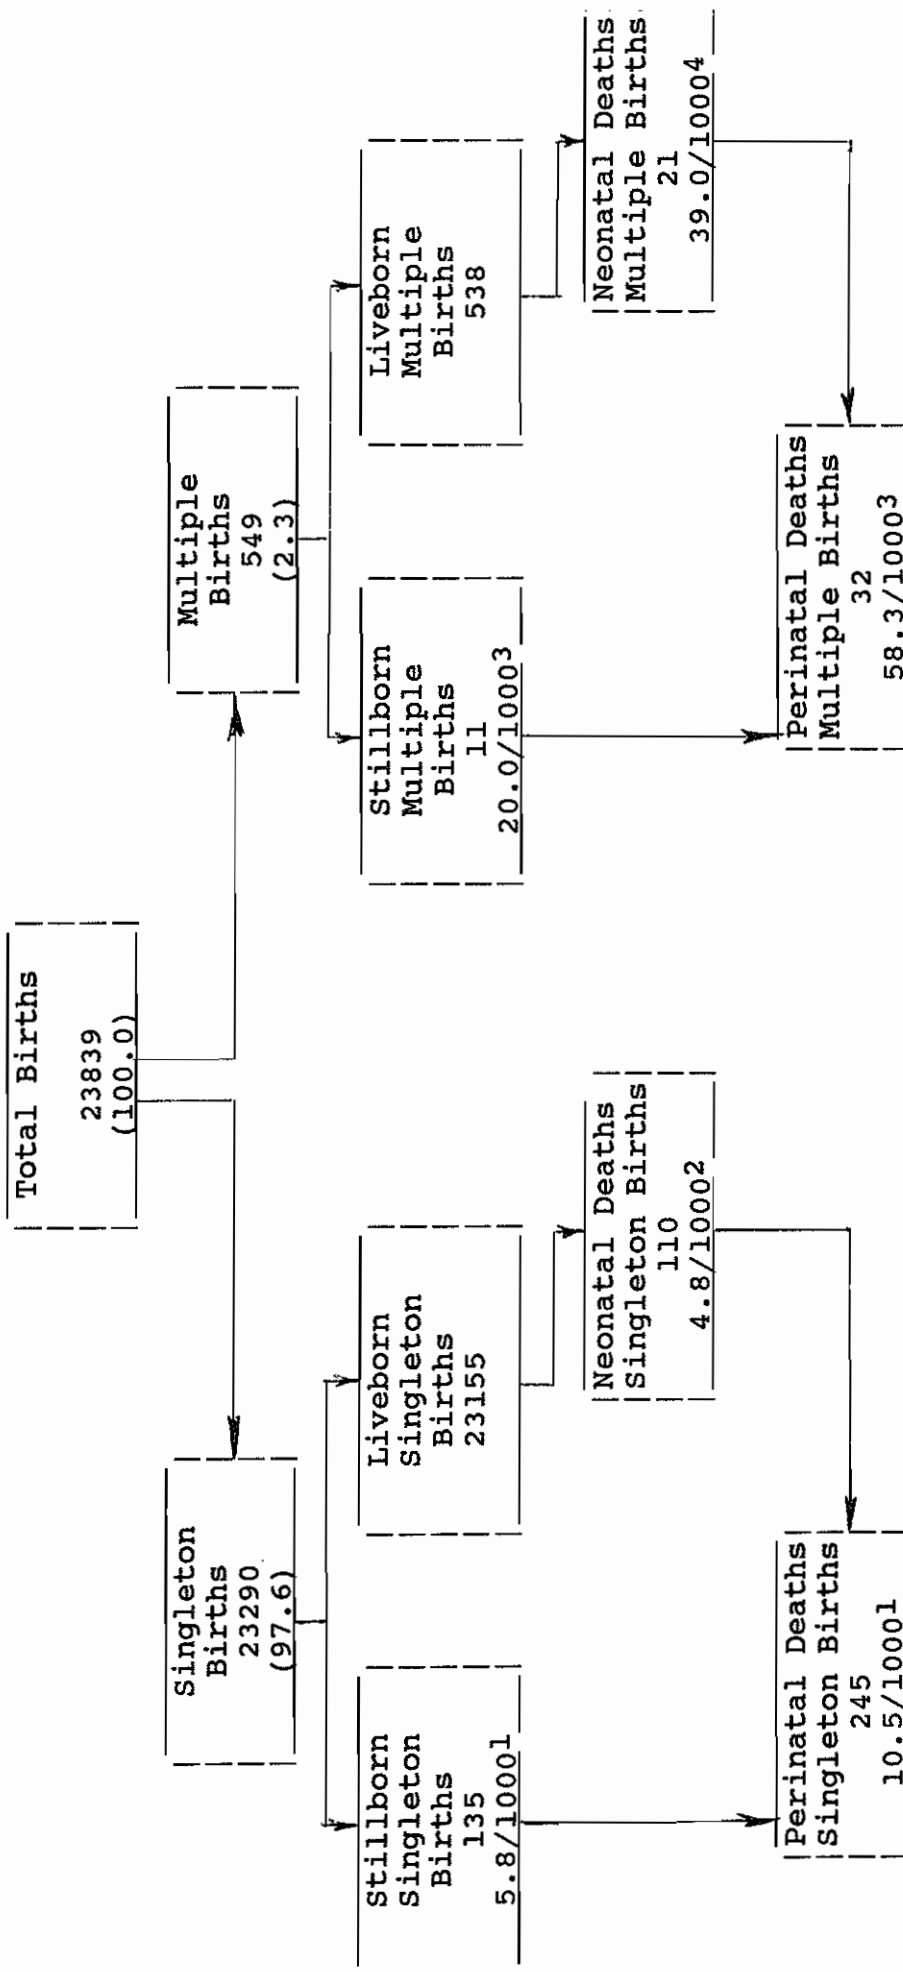 Total Births
23839
(100.0)
Singleton
Births
23290
(97.6)
Multiple
Births
549
(2.3)
Stillborn
Singleton
Births
135
5.8/1000¹
Liveborn
Singleton
Births
23155
Stillborn
Multiple
Births
11
20.0/1000³
Liveborn
Multiple
Births
538
Neonatal Deaths
Singleton Births
110
4.8/1000²
Neonatal Deaths
Multiple Births
21
39.0/1000⁴
Perinatal Deaths
Singleton Births
245
10.5/1000¹
Perinatal Deaths
Multiple Births
32
58.3/1000³